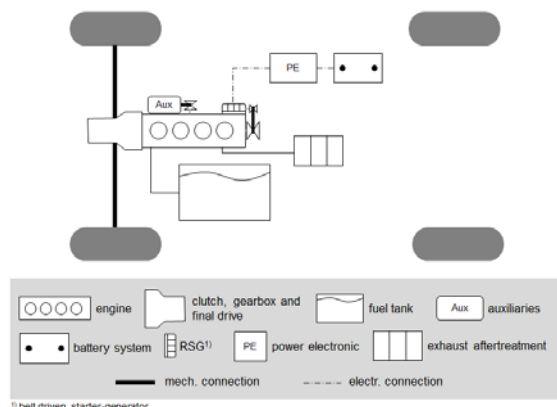 PE
Aux
engine
clutch, gearbox and
final drive
fuel tank
Aux
auxiliaries
battery system
RSG¹⁾
PE
power electronic
exhaust aftertreatment
mech. connection
electr. connection
¹⁾ belt driven starter-generator